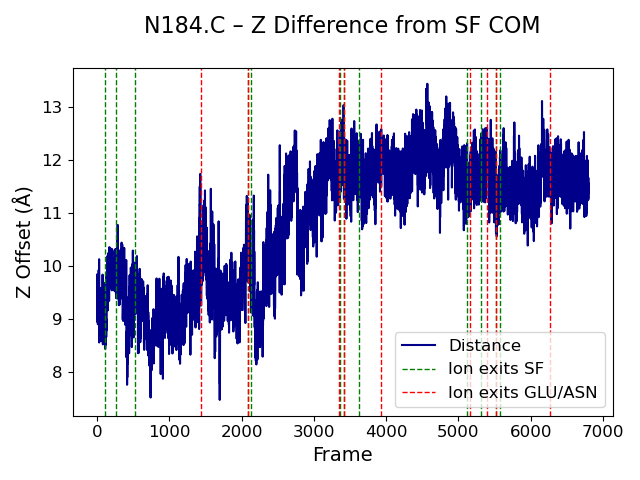 N184.C – Z Difference from SF COM
Z Offset (Å)
13
12
11
10
9
8
Distance
Ion exits SF
Ion exits GLU/ASN
0 1000 2000 3000 4000 5000 6000 7000
Frame